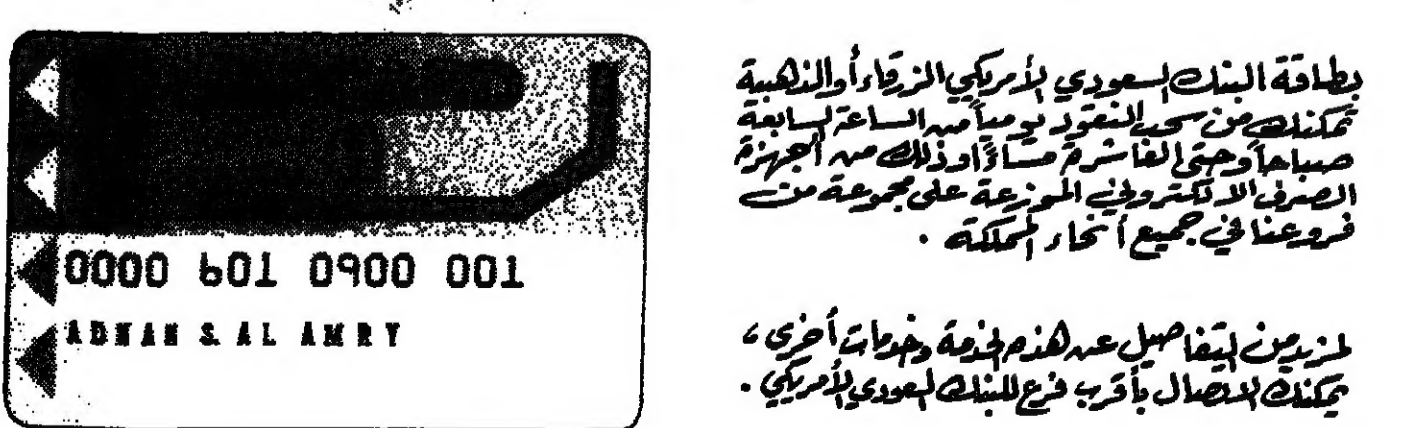 بطاقة البنك السعودي الأمريكي الزرقاء أو الذهبية
تمكنك من سحب النقود يومياً من الساعة السابعة
صباحاً وحتى العاشرة مساءً وذلك من أجهزة
الصرف الالكتروني الموزعة على مجموعة من
فروعنا في جميع أنحاء المملكة .
0000 601 0900 001
ADNAN S. AL AMRY
لمزيد من التفاصيل عن هذه الخدمة وخدمات أخرى ،
يمكنك الاتصال بأقرب فرع للبنك السعودي الأمريكي .